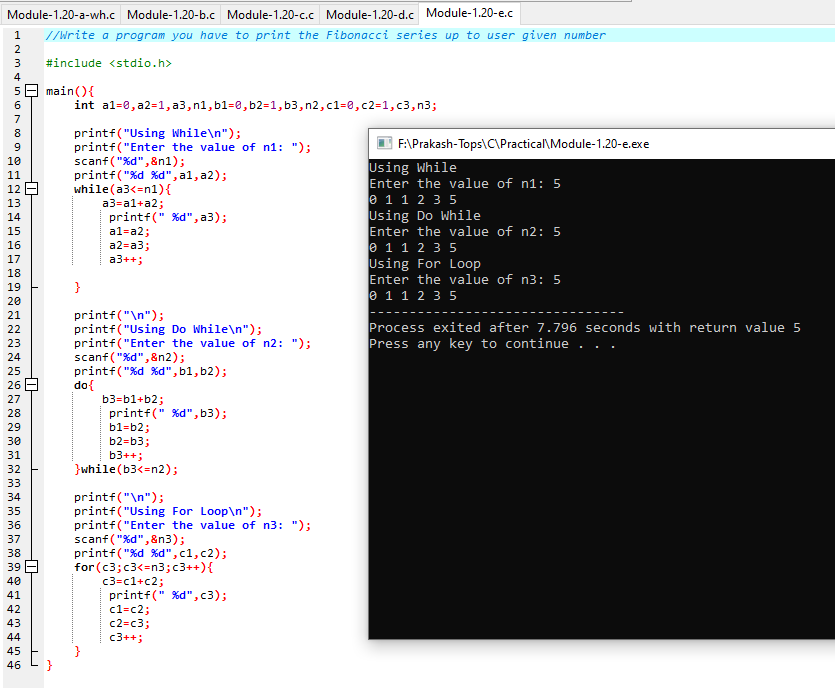 Module-1.20-a-wh.c Module-1.20-b.c Module-1.20-c.c Module-1.20-d.c Module-1.20-e.c
1 //Write a program you have to print the Fibonacci series up to user given number
2
3 #include <stdio.h>
4
5 main(){
6 int a1=0,a2=1,a3,n1,b1=0,b2=1,b3,n2,c1=0,c2=1,c3,n3;
7
8 printf("Using While\n");
9 printf("Enter the value of n1: ");
10 scanf("%d",&n1);
11 printf("%d %d",a1,a2);
12 while(a3<=n1){
13 a3=a1+a2;
14 printf(" %d",a3);
15 a1=a2;
16 a2=a3;
17 a3++;
18
19 }
20
21 printf("\n");
22 printf("Using Do While\n");
23 printf("Enter the value of n2: ");
24 scanf("%d",&n2);
25 printf("%d %d",b1,b2);
26 do{
27 b3=b1+b2;
28 printf(" %d",b3);
29 b1=b2;
30 b2=b3;
31 b3++;
32 }while(b3<=n2);
33
34 printf("\n");
35 printf("Using For Loop\n");
36 printf("Enter the value of n3: ");
37 scanf("%d",&n3);
38 printf("%d %d",c1,c2);
39 for(c3;c3<=n3;c3++){
40 c3=c1+c2;
41 printf(" %d",c3);
42 c1=c2;
43 c2=c3;
44 c3++;
45 }
46 }
F:\Prakash-Tops\C\Practical\Module-1.20-e.exe
Using While
Enter the value of n1: 5
0 1 1 2 3 5
Using Do While
Enter the value of n2: 5
0 1 1 2 3 5
Using For Loop
Enter the value of n3: 5
0 1 1 2 3 5
--------------------------------
Process exited after 7.796 seconds with return value 5
Press any key to continue . . .